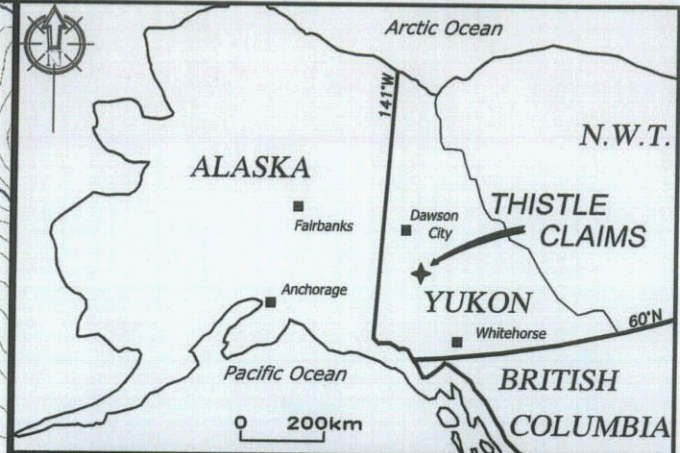 N
Arctic Ocean
141°W
N.W.T.
ALASKA
Fairbanks
Dawson
City
THISTLE
CLAIMS
Anchorage
YUKON
60°N
Whitehorse
Pacific Ocean
BRITISH
COLUMBIA
0 200km